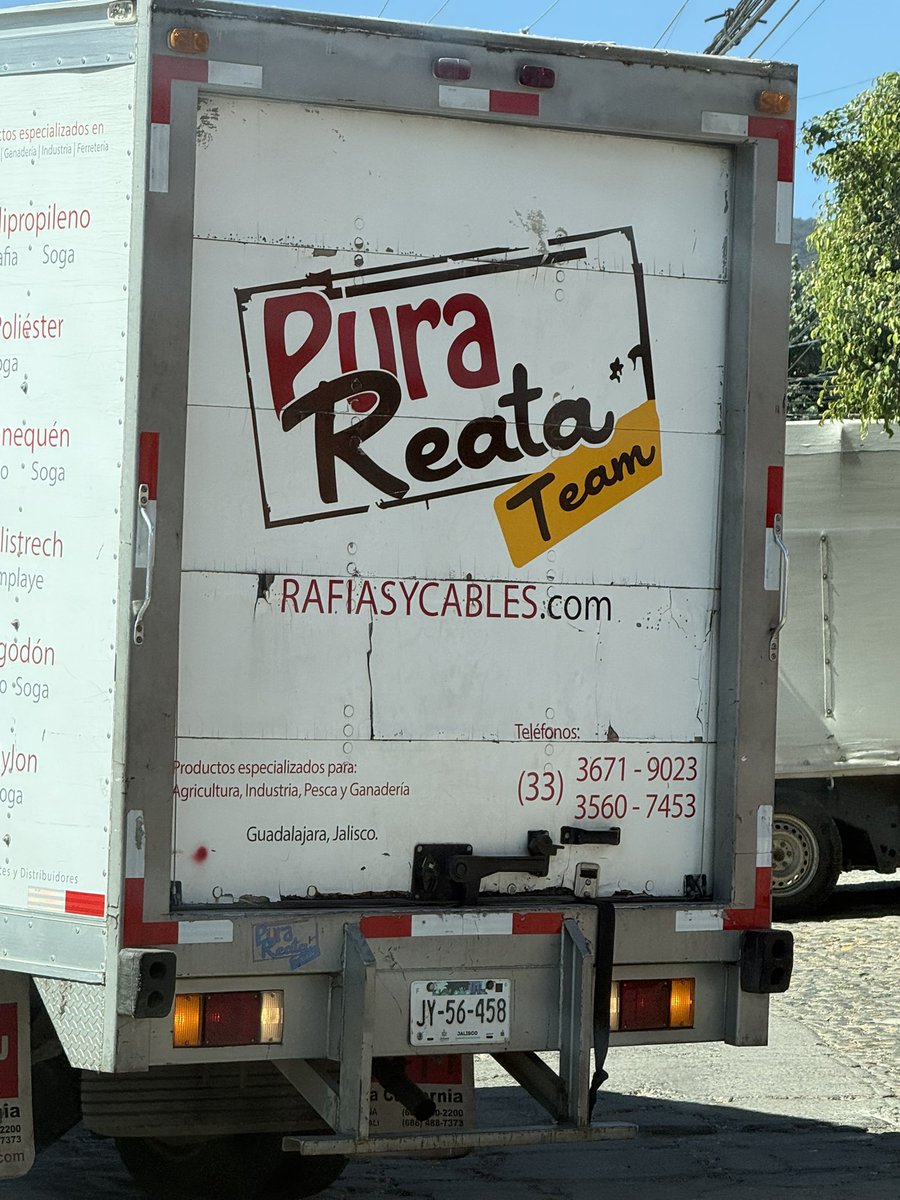 ctos especializados en
| Ganadería | Industria | Ferretería
lipropileno
afia · Soga
Poliéster
oga
nequén
o · Soga
listrech
mplaye
godón
o · Soga
ylon
oga
es y Distribuidores
Pura
Reata
Team
RAFIASYCABLES.com
Teléfonos:
(33) 3671 - 9023
3560 - 7453
Productos especializados para:
Agricultura, Industria, Pesca y Ganadería
Guadalajara, Jalisco.
Pura
Reata
JY-56-458
JALISCO